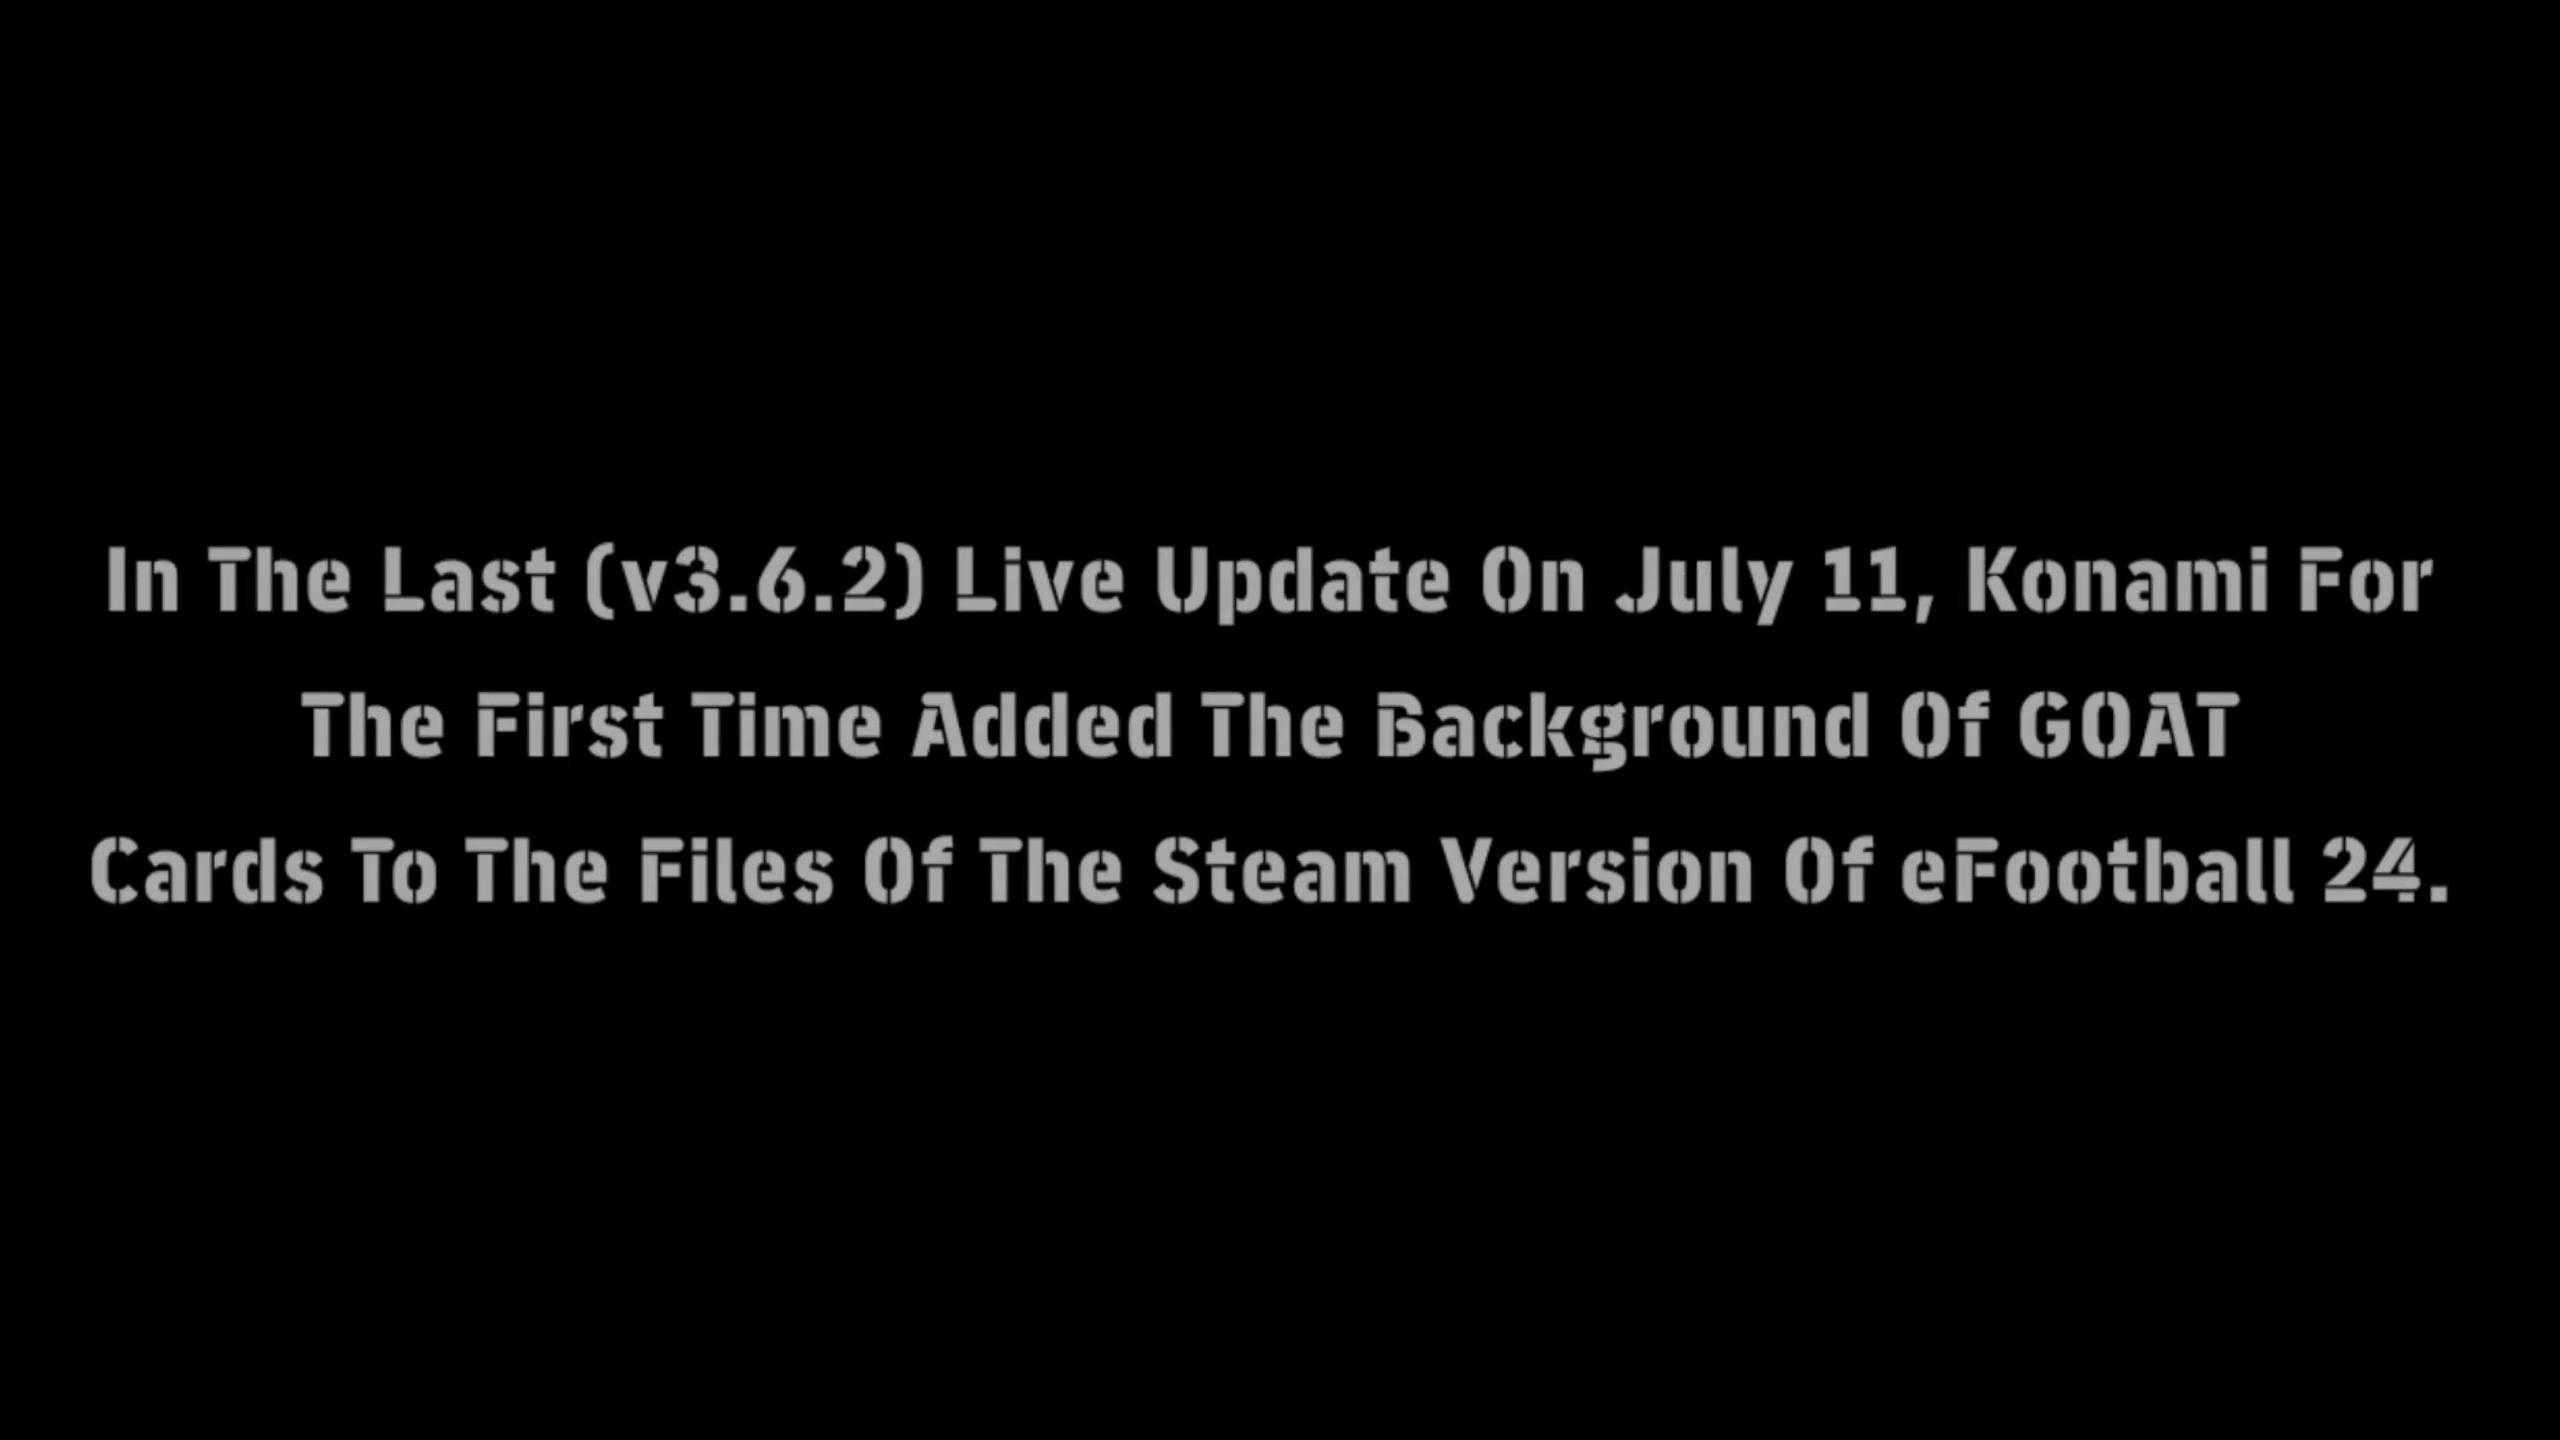 In The Last (v3.6.2) Live Update On July 11, Konami For
The First Time Added The Background Of GOAT
Cards To The Files Of The Steam Version Of eFootball 24.